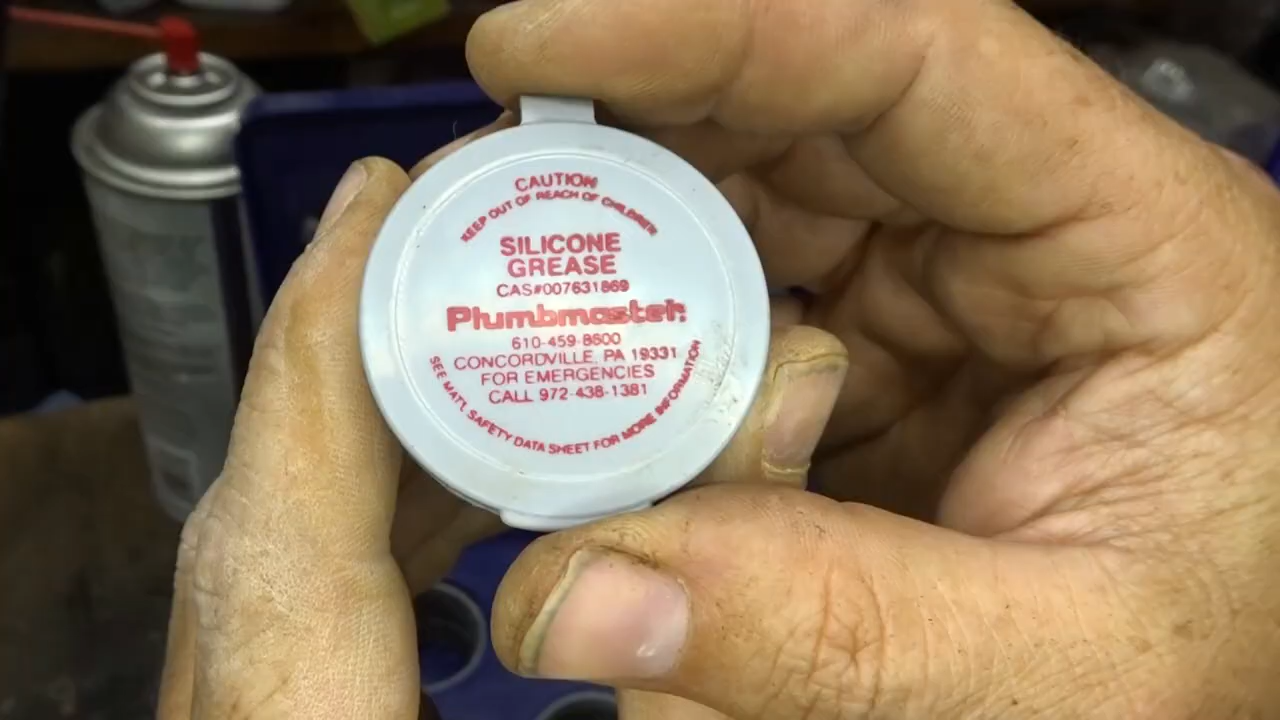 CAUTION
KEEP OUT OF REACH OF CHILDREN
SILICONE
GREASE
CAS#007631869
Plumbmaster
610-459-8600
CONCORDVILLE, PA 19331
FOR EMERGENCIES
CALL 972-438-1381
SEE MAT'L SAFETY DATA SHEET FOR MORE INFORMATION